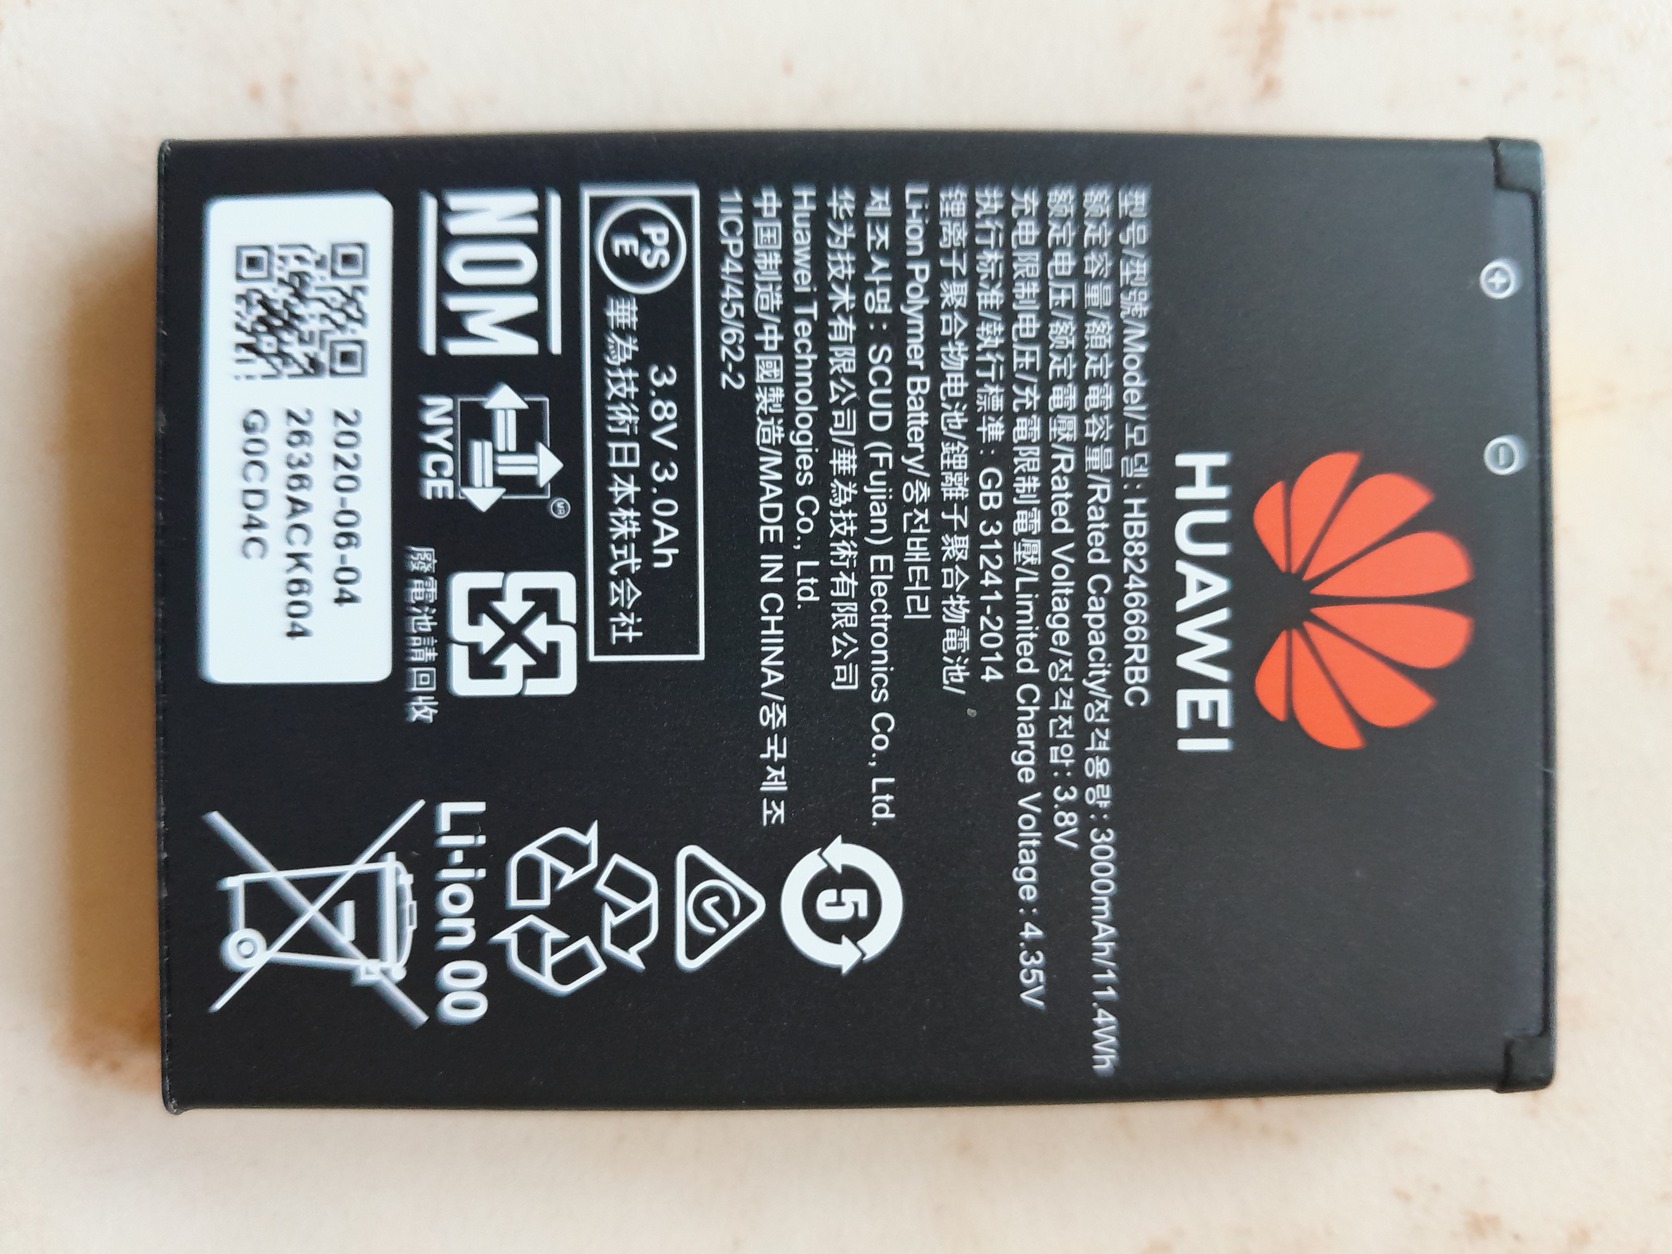 HUAWEI
型号/型號/Model/모델: HB824666RBC
额定容量/額定電容量/Rated Capacity/정격용량: 3000mAh/11.4Wh
额定电压/額定電壓/Rated Voltage/정격전압: 3.8V
充电限制电压/充電限制電壓/Limited Charge Voltage: 4.35V
执行标准/執行標準: GB 31241-2014
锂离子聚合物电池/鋰離子聚合物電池/
Li-ion Polymer Battery/충전배터리
제조사명: SCUD (Fujian) Electronics Co., Ltd.
华为技术有限公司/華為技術有限公司
Huawei Technologies Co., Ltd.
中国制造/中國製造/MADE IN CHINA/중국제조
1ICP4/45/62-2
5
PS
E
3.8V 3.0Ah
華為技術日本株式会社
NOM
NYCE
MR
廢電池請回收
Li-ion 00
2020-06-04
2636ACK604
G0CD4C